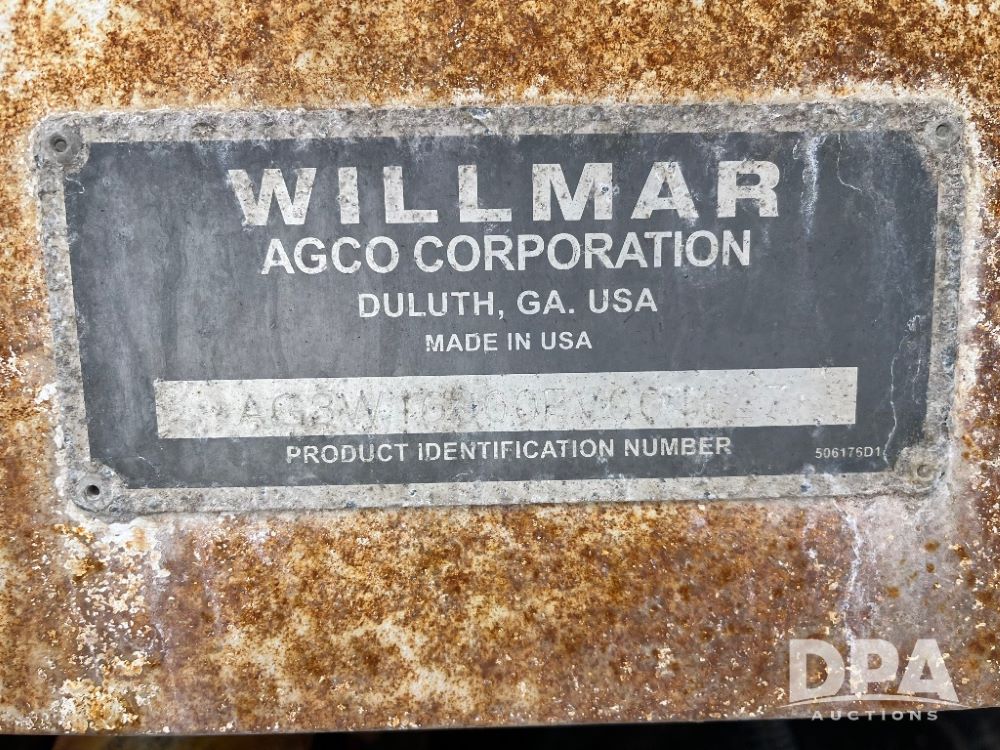 WILLMAR
AGCO CORPORATION
DULUTH, GA. USA
MADE IN USA
PRODUCT IDENTIFICATION NUMBER
506176D1
DPA
AUCTIONS